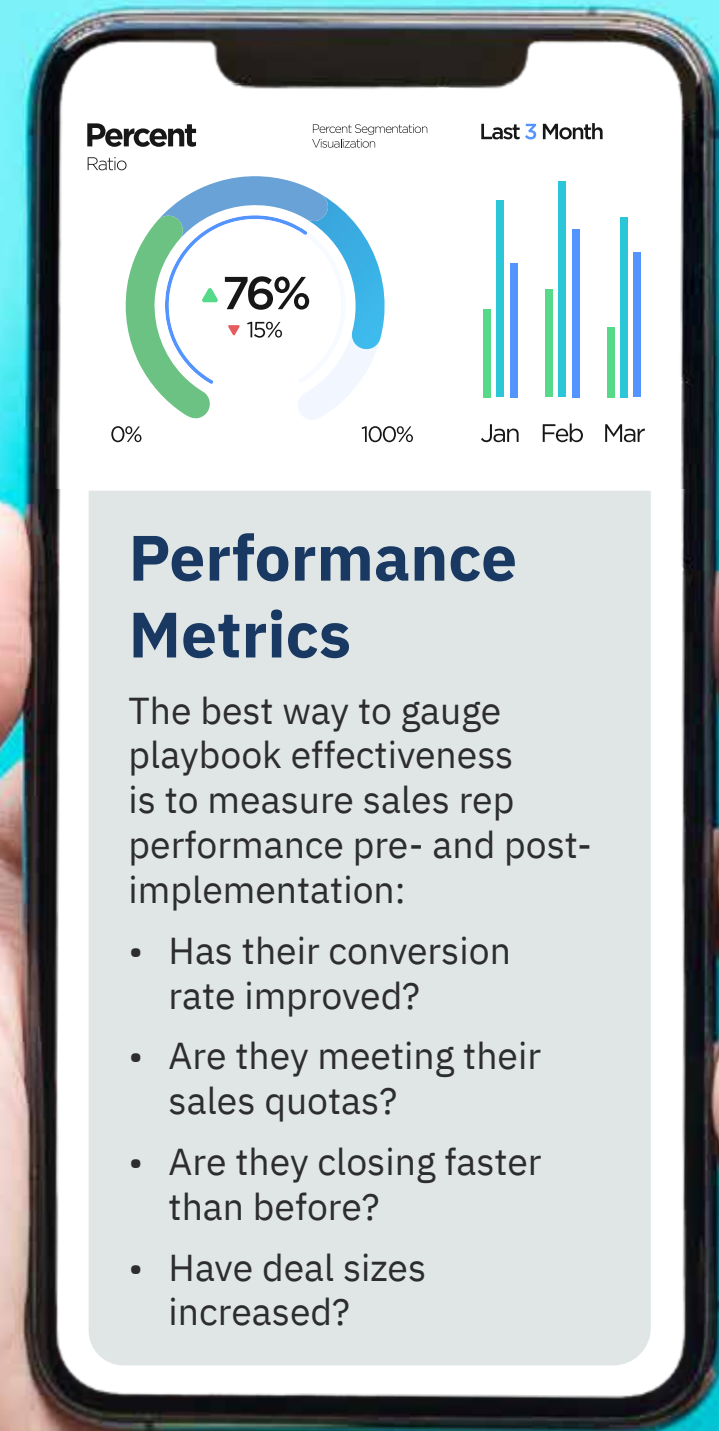 Percent
Ratio
Percent Segmentation
Visualization
76%
15%
0%
100%
Last 3 Month
Jan Feb Mar
Performance
Metrics
The best way to gauge
playbook effectiveness
is to measure sales rep
performance pre- and post-
implementation:
• Has their conversion
rate improved?
• Are they meeting their
sales quotas?
• Are they closing faster
than before?
• Have deal sizes
increased?